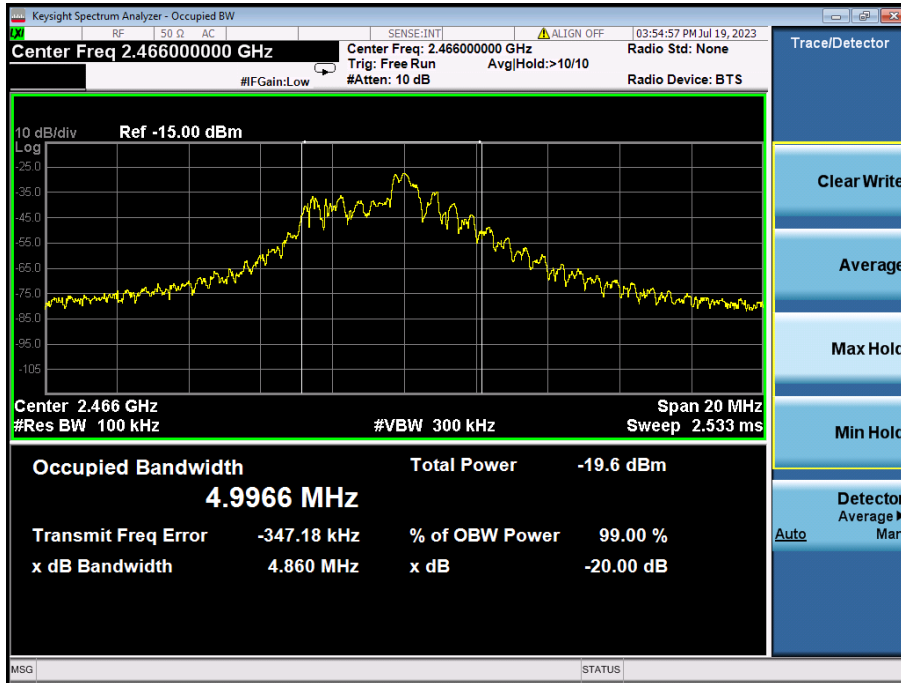 Keysight Spectrum Analyzer - Occupied BW
LXI RF 50 Ω AC SENSE:INT ALIGN OFF 03:54:57 PM Jul 19, 2023
Center Freq 2.466000000 GHz
Center Freq: 2.466000000 GHz
Radio Std: None
Trig: Free Run Avg|Hold:>10/10
#IFGain:Low
#Atten: 10 dB
Radio Device: BTS
10 dB/div Ref -15.00 dBm
Log
-25.0
-35.0
-45.0
-55.0
-65.0
-75.0
-85.0
-95.0
-105
Center 2.466 GHz Span 20 MHz
#Res BW 100 kHz #VBW 300 kHz Sweep 2.533 ms
Occupied Bandwidth Total Power -19.6 dBm
4.9966 MHz
Transmit Freq Error -347.18 kHz % of OBW Power 99.00 %
x dB Bandwidth 4.860 MHz x dB -20.00 dB
MSG STATUS
Trace/Detector
Clear Write
Average
Max Hold
Min Hold
Detector
Average
Auto Man